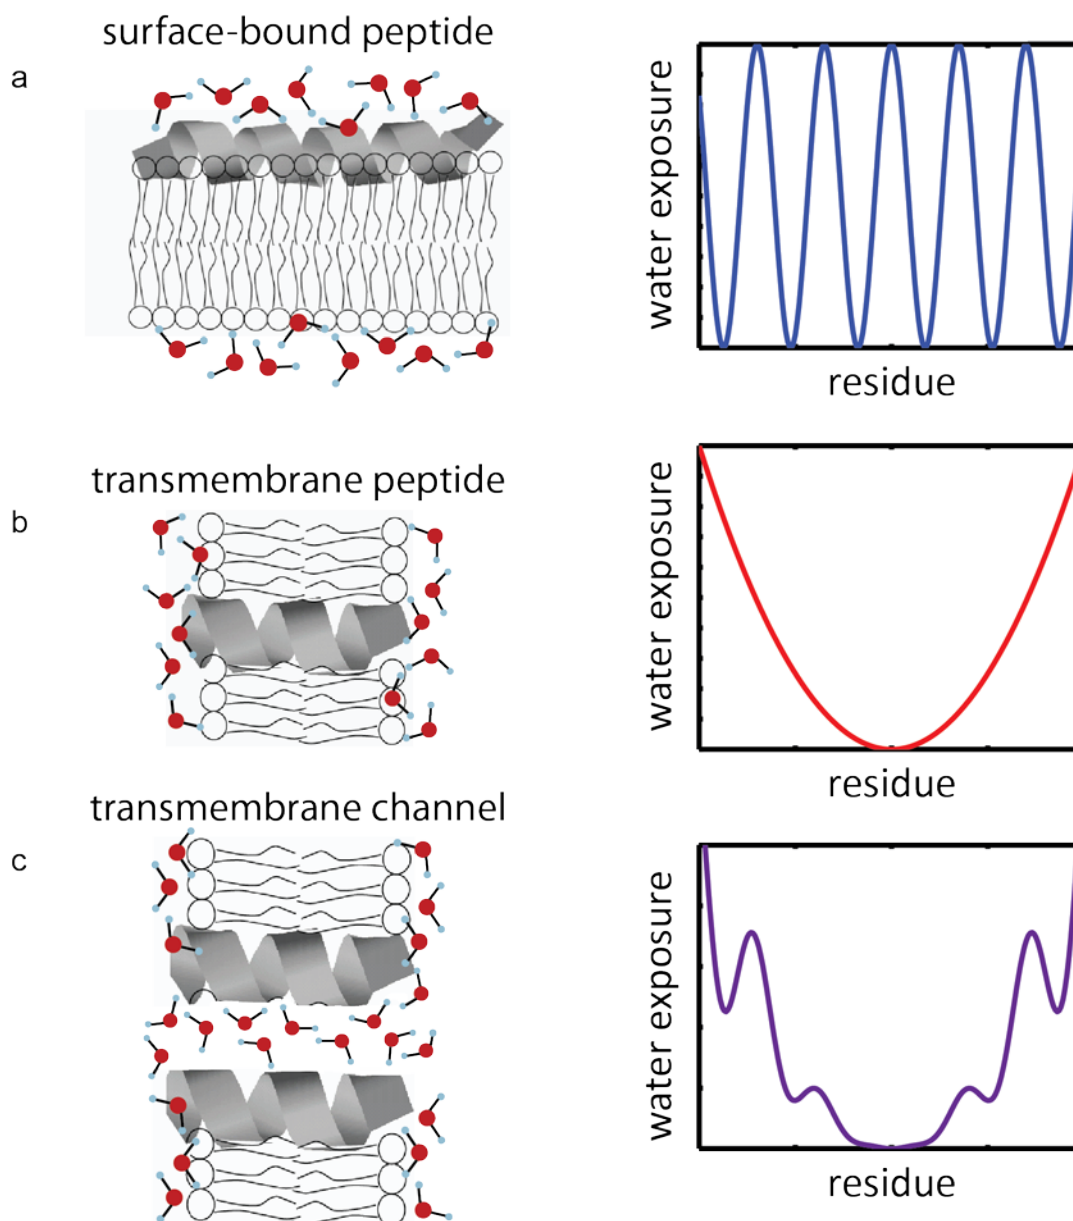 surface-bound peptide
a
water exposure
residue
transmembrane peptide
b
water exposure
residue
transmembrane channel
c
water exposure
residue